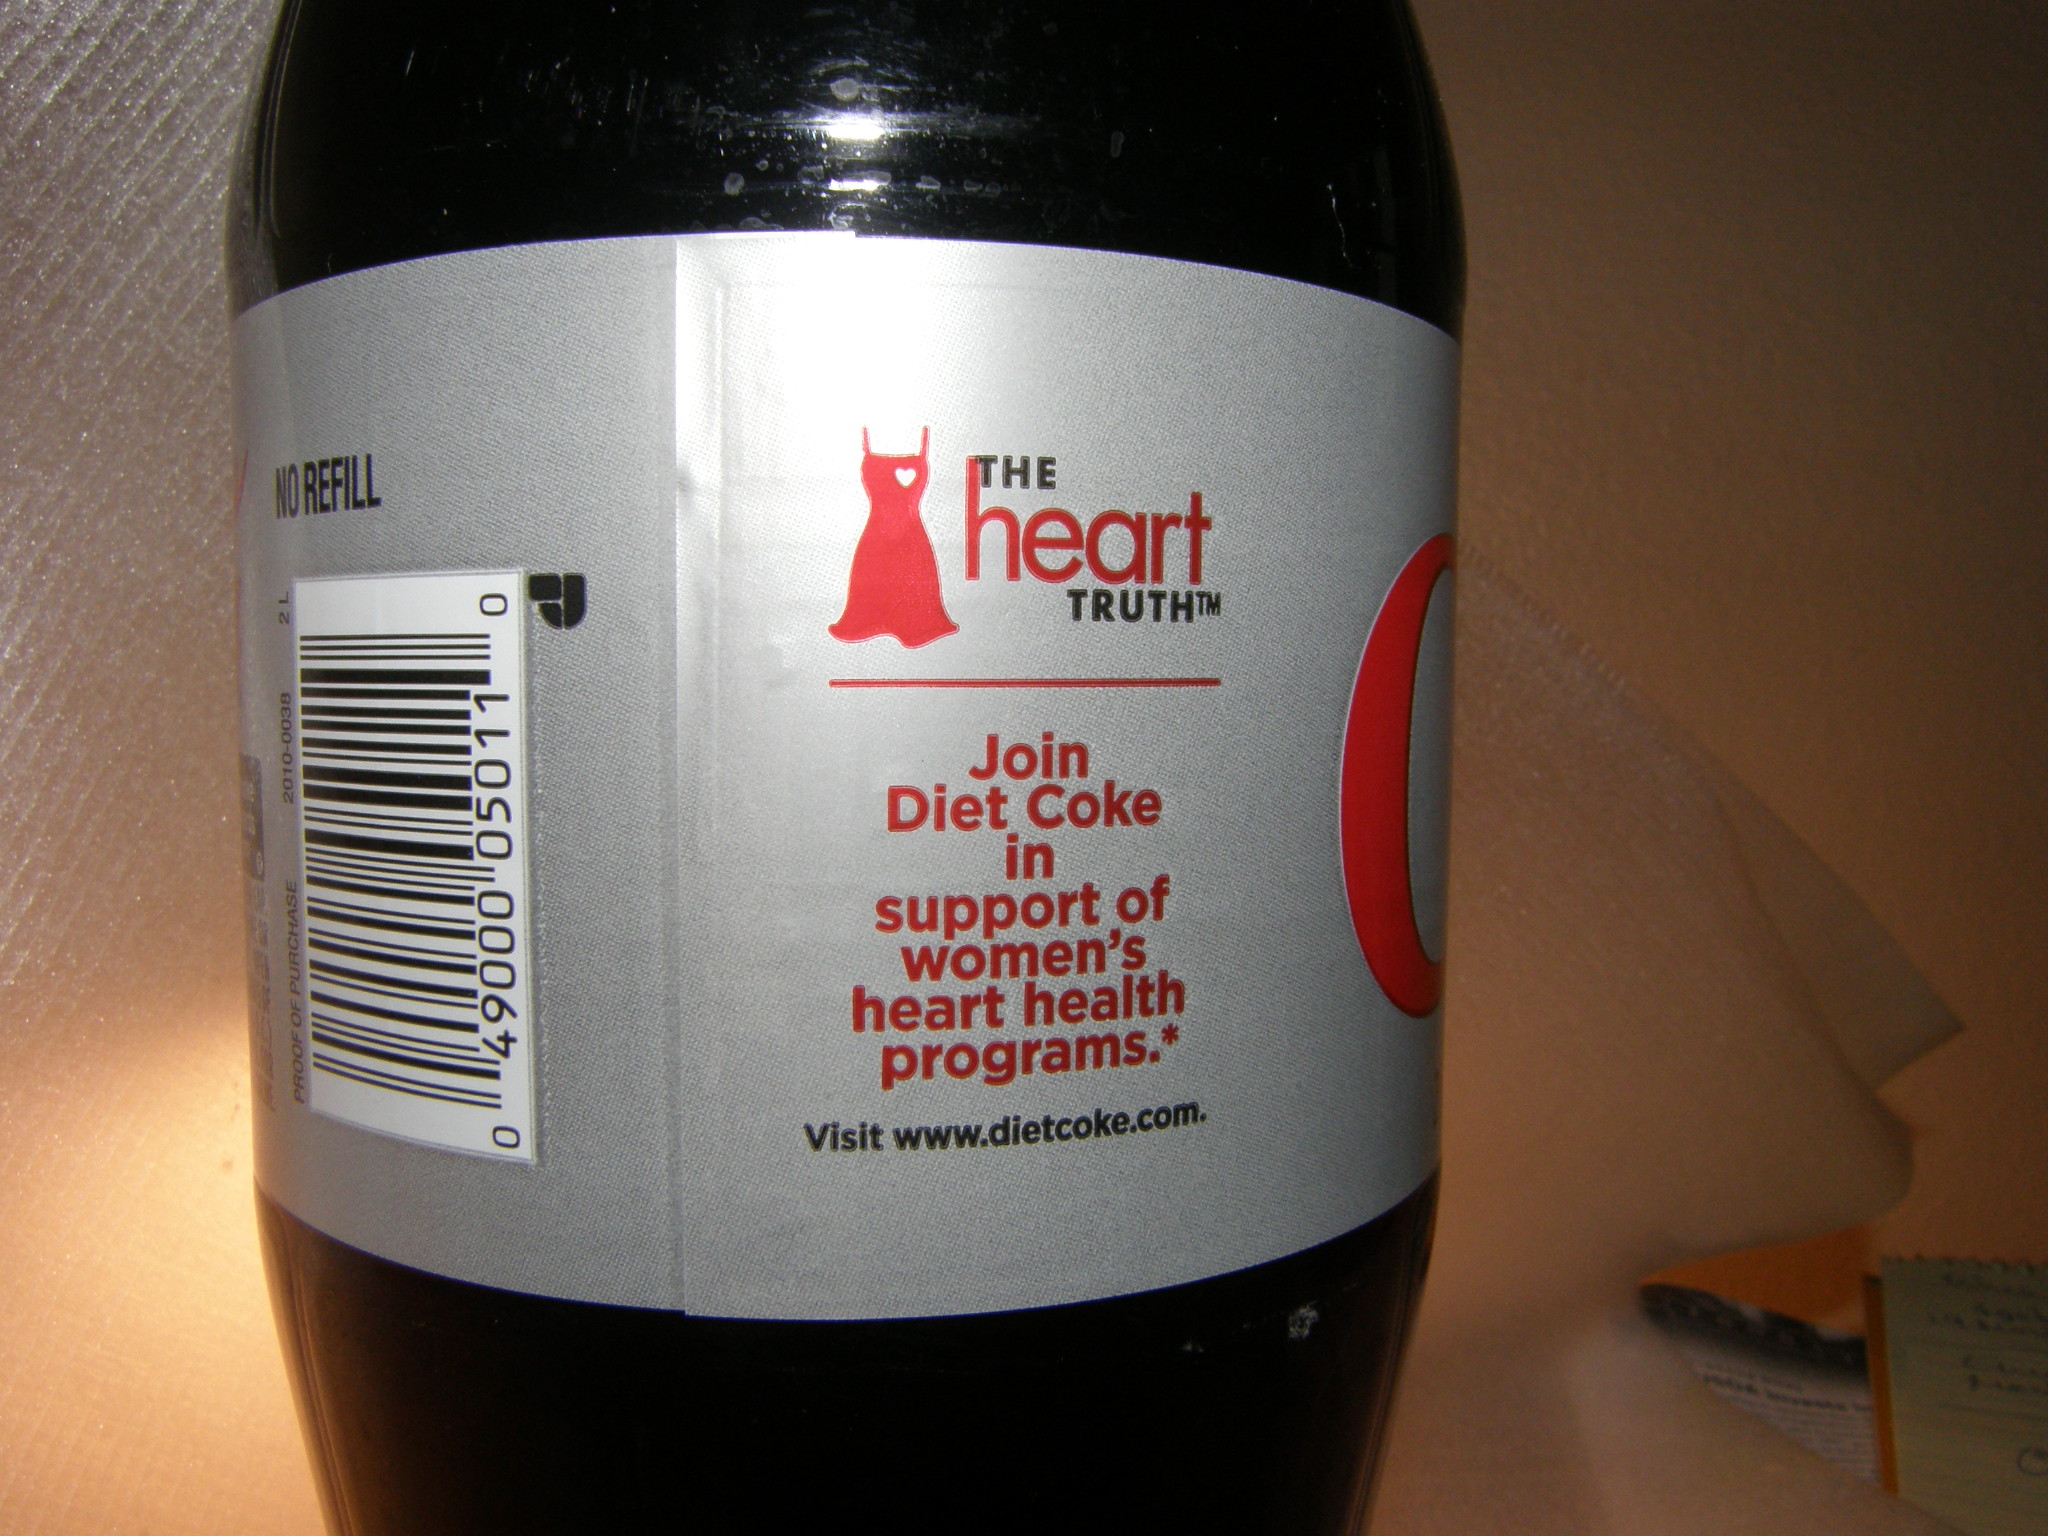 NO REFILL
2 L
2010-0038
PROOF OF PURCHASE
0 49000 05011 0
THE
heart
TRUTH™
Join
Diet Coke
in
support of
women's
heart health
programs.*
Visit www.dietcoke.com.